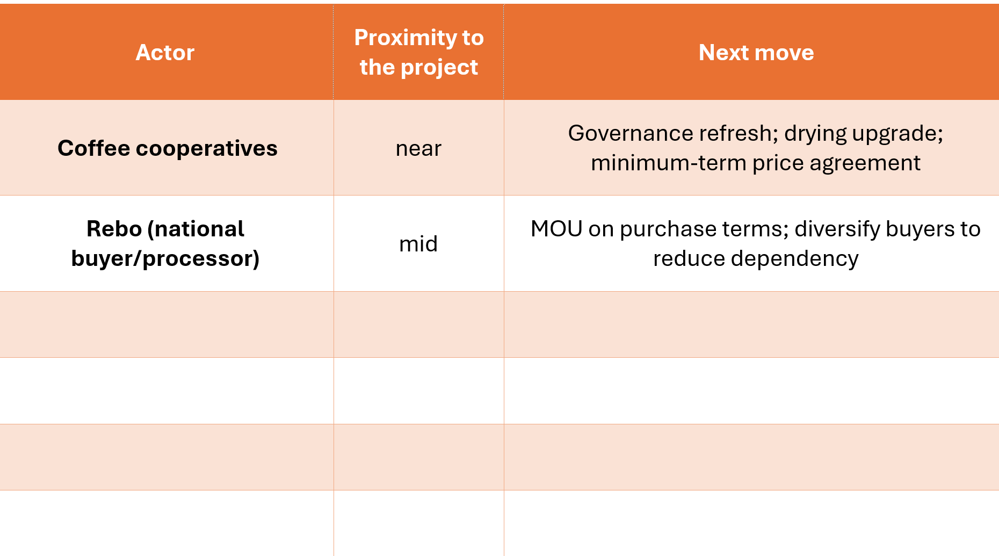 Actor
Proximity to
the project
Next move
Coffee cooperatives
near
Governance refresh; drying upgrade;
minimum-term price agreement
Rebo (national
buyer/processor)
mid
MOU on purchase terms; diversify buyers to
reduce dependency